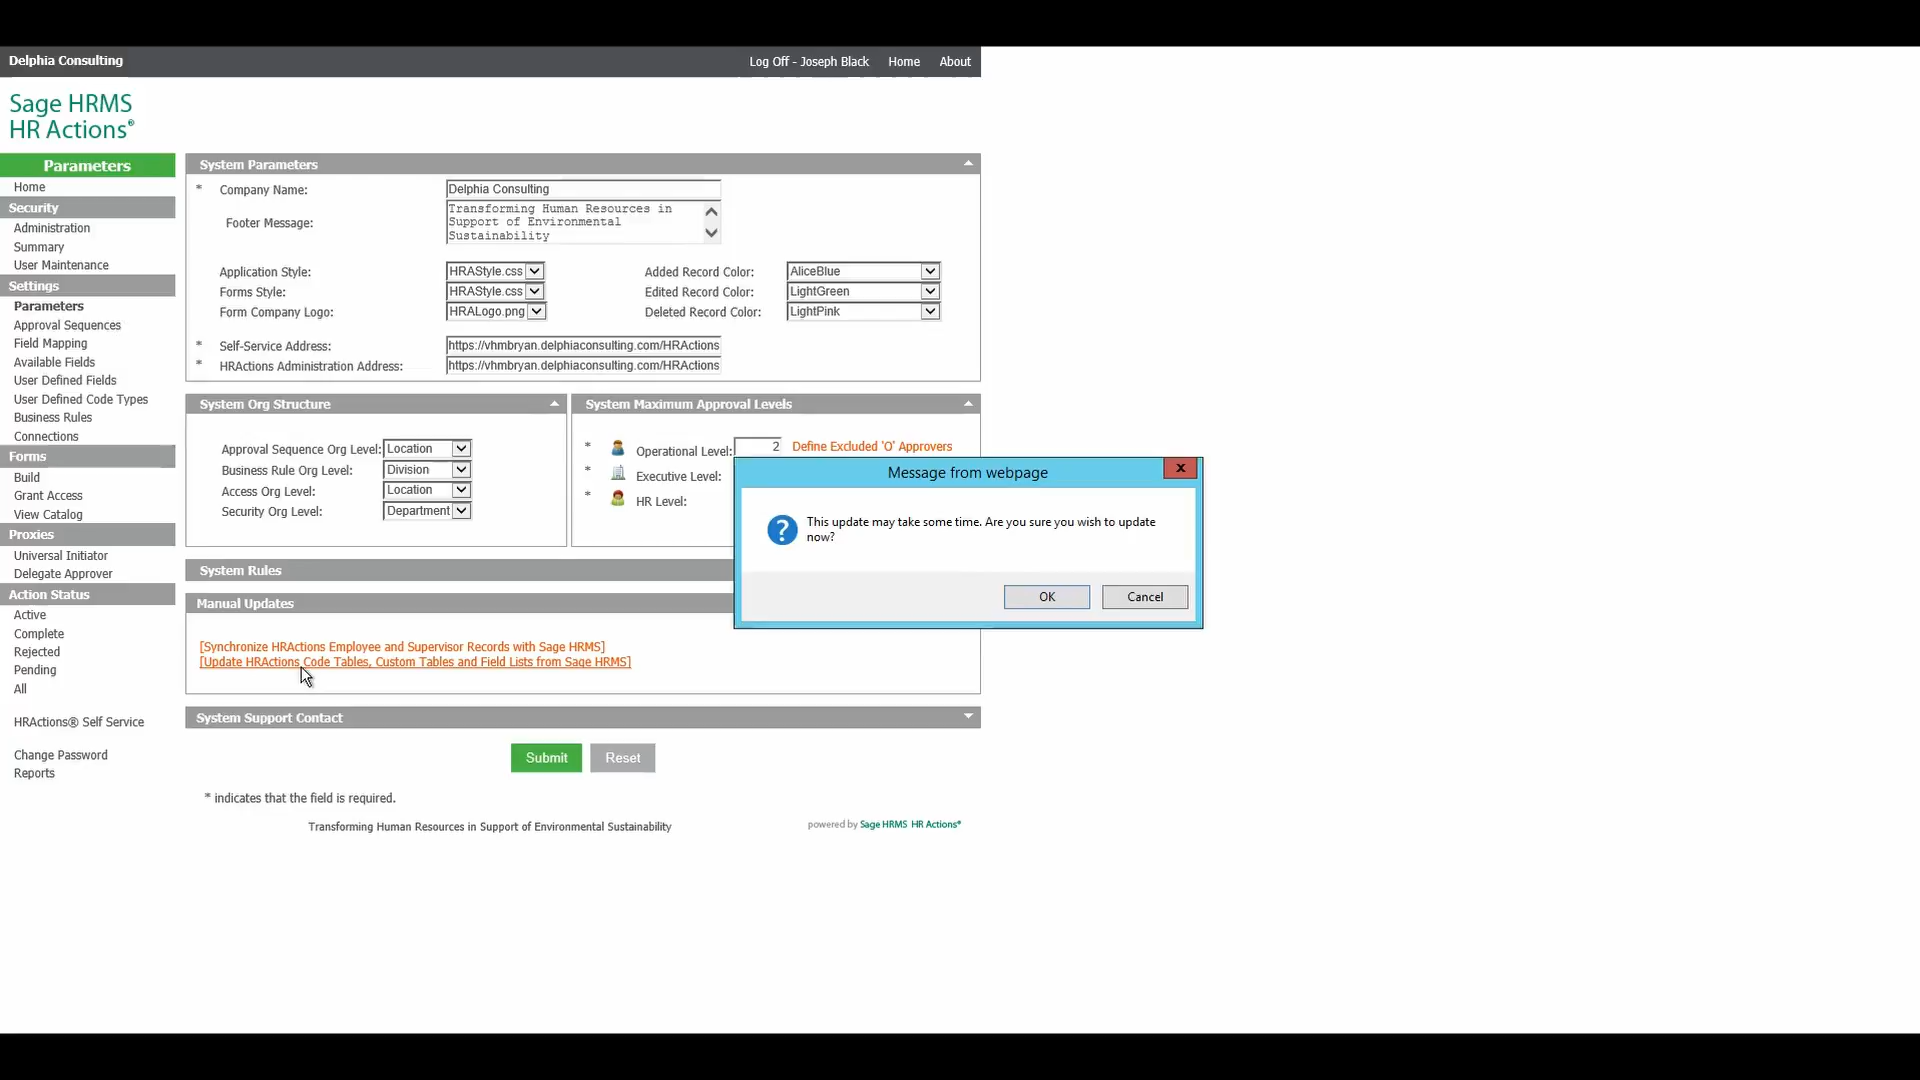 Delphia Consulting
Log Off - Joseph Black Home About
Sage HRMS
HR Actions®
Parameters
Home
Security
Administration
Summary
User Maintenance
Settings
Parameters
Approval Sequences
Field Mapping
Available Fields
User Defined Fields
User Defined Code Types
Business Rules
Connections
Forms
Build
Grant Access
View Catalog
Proxies
Universal Initiator
Delegate Approver
Action Status
Active
Complete
Rejected
Pending
All
HRActions® Self Service
Change Password
Reports
System Parameters
* Company Name: Delphia Consulting
Footer Message: Transforming Human Resources in
Support of Environmental
Sustainability
Application Style: HRAStyle.css Added Record Color: AliceBlue
Forms Style: HRAStyle.css Edited Record Color: LightGreen
Form Company Logo: HRALogo.png Deleted Record Color: LightPink
* Self-Service Address: https://vhmbryan.delphiaconsulting.com/HRActions
* HRActions Administration Address: https://vhmbryan.delphiaconsulting.com/HRActions
System Org Structure
Approval Sequence Org Level: Location
Business Rule Org Level: Division
Access Org Level: Location
Security Org Level: Department
System Maximum Approval Levels
* Operational Level: 2 Define Excluded 'O' Approvers
* Executive Level:
* HR Level:
Message from webpage
x
? This update may take some time. Are you sure you wish to update
now?
OK Cancel
System Rules
Manual Updates
[Synchronize HRActions Employee and Supervisor Records with Sage HRMS]
[Update HRActions Code Tables, Custom Tables and Field Lists from Sage HRMS]
System Support Contact
Submit Reset
* indicates that the field is required.
Transforming Human Resources in Support of Environmental Sustainability
powered by Sage HRMS HR Actions®